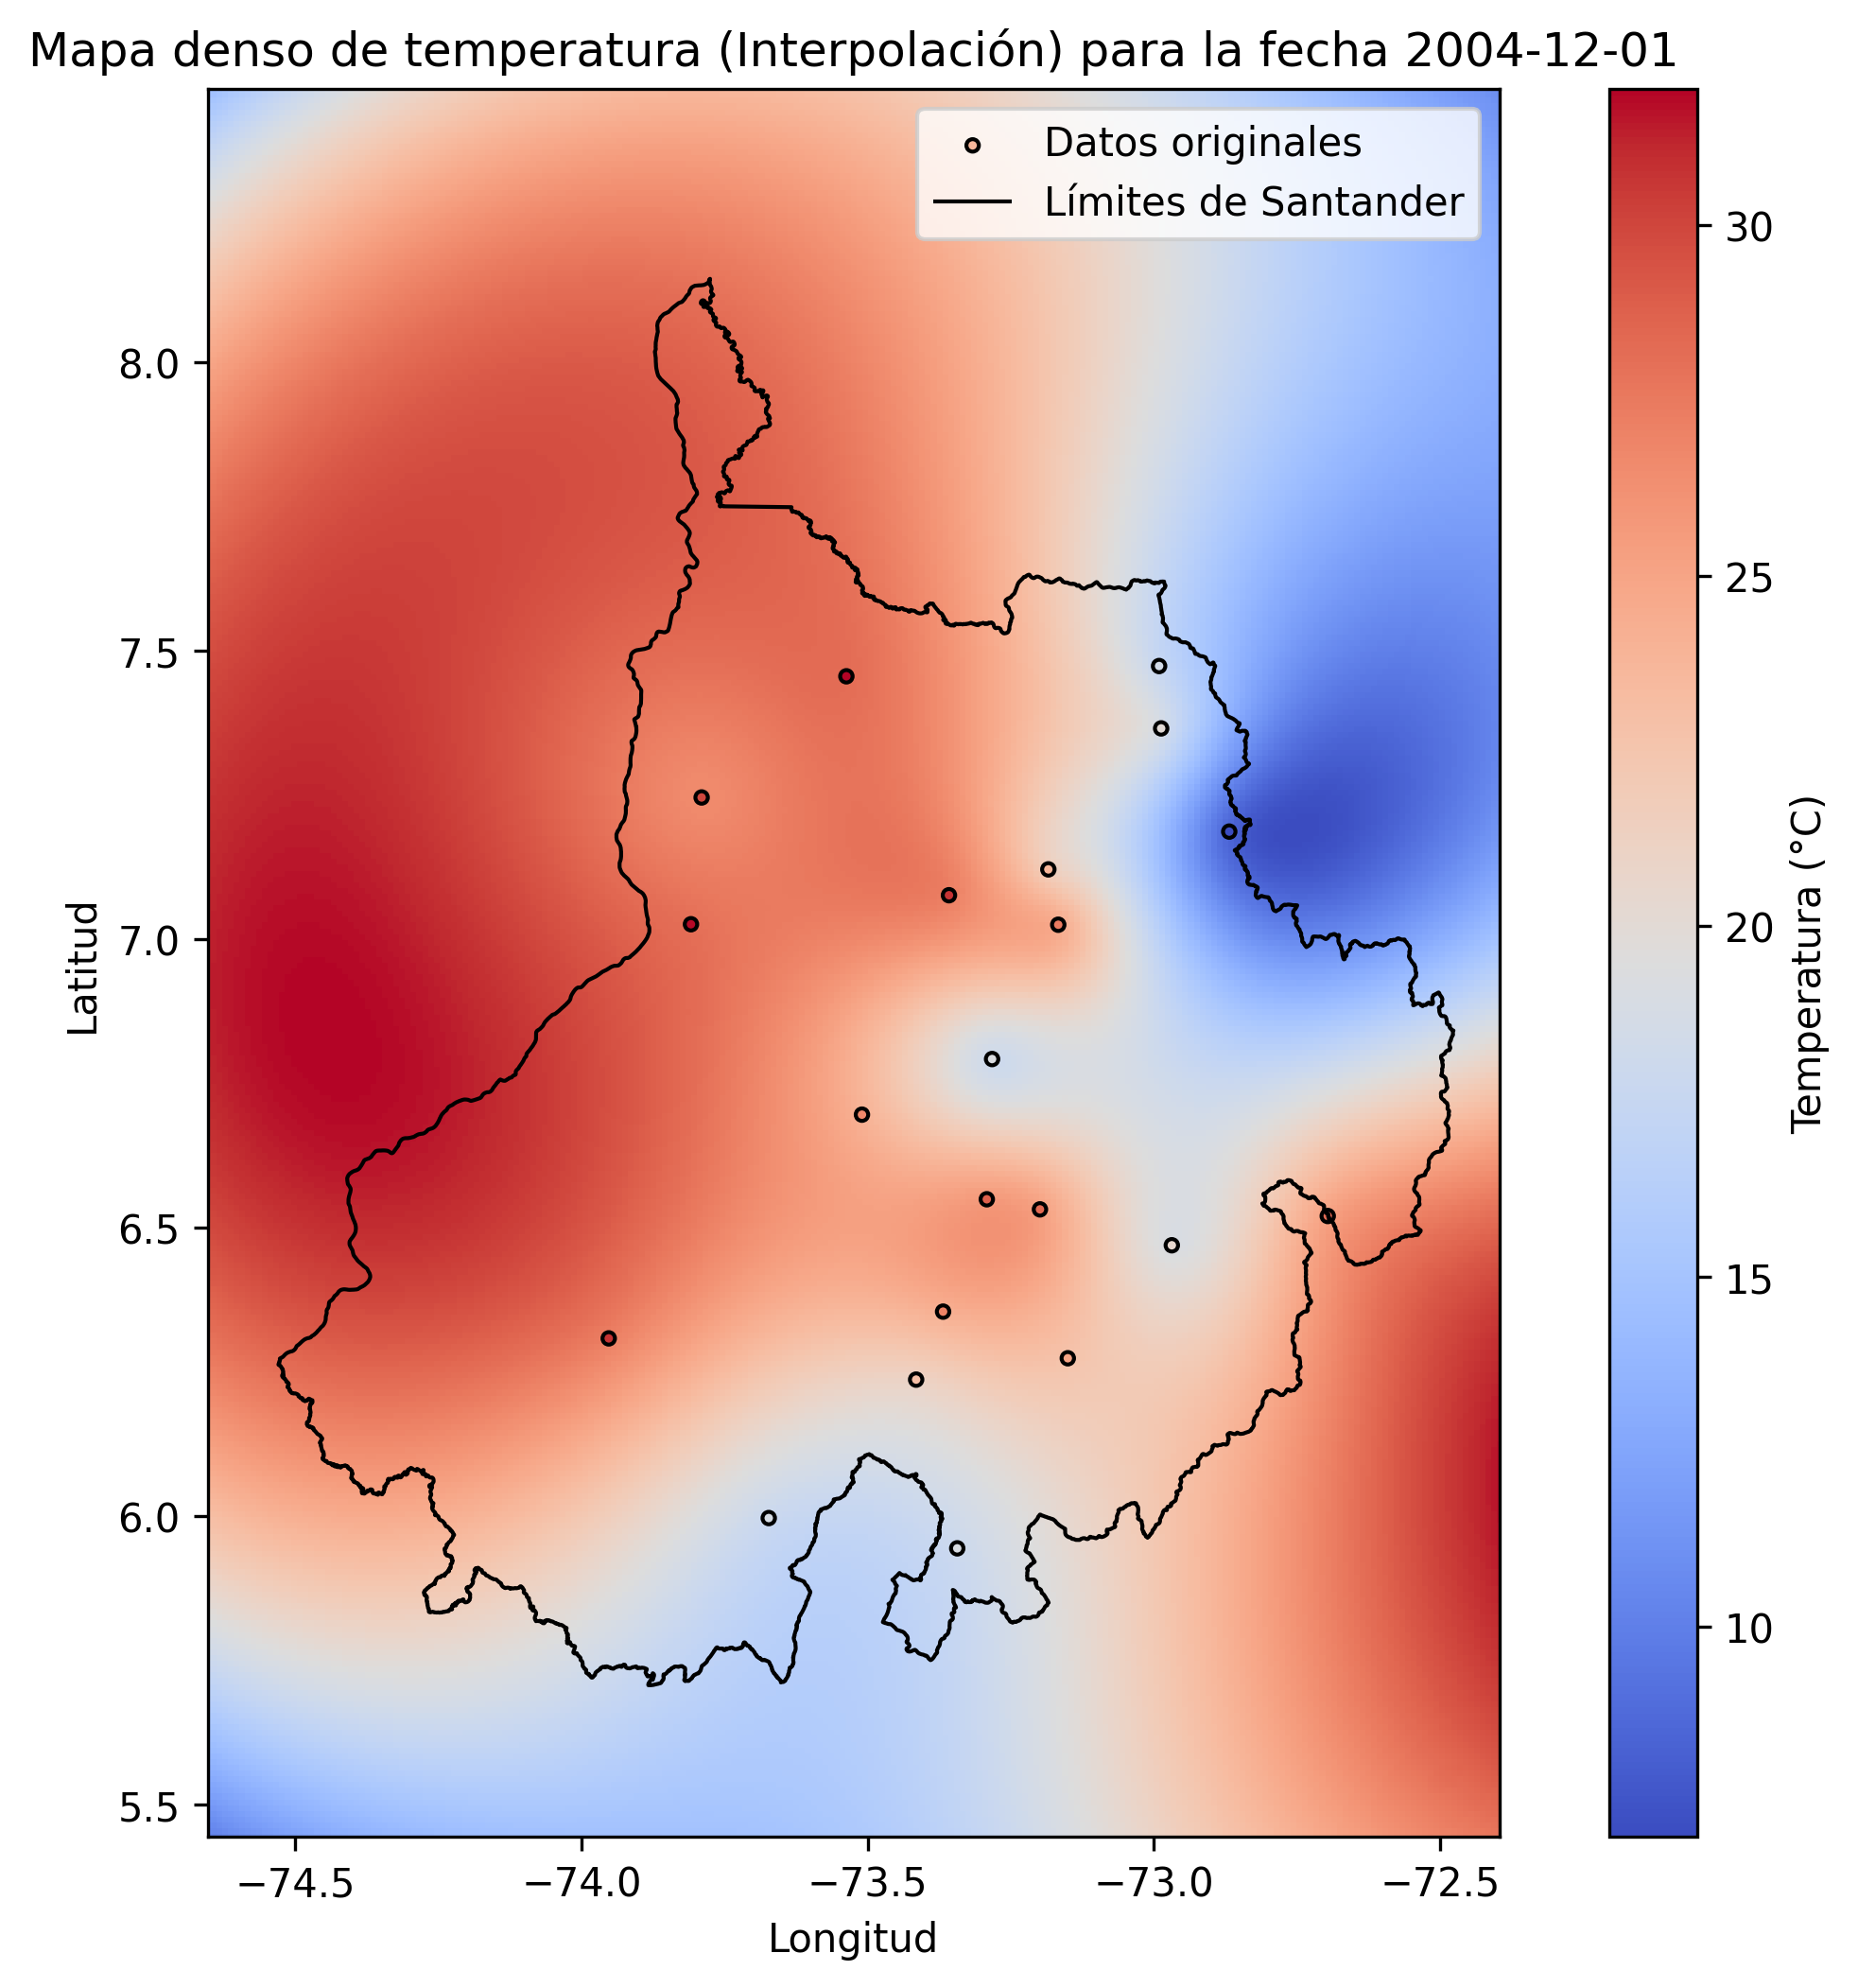 Mapa denso de temperatura (Interpolación) para la fecha 2004-12-01
Datos originales
Límites de Santander
8.0
7.5
7.0
6.5
6.0
5.5
Latitud
−74.5
−74.0
−73.5
−73.0
−72.5
Longitud
30
25
20
15
10
Temperatura (°C)